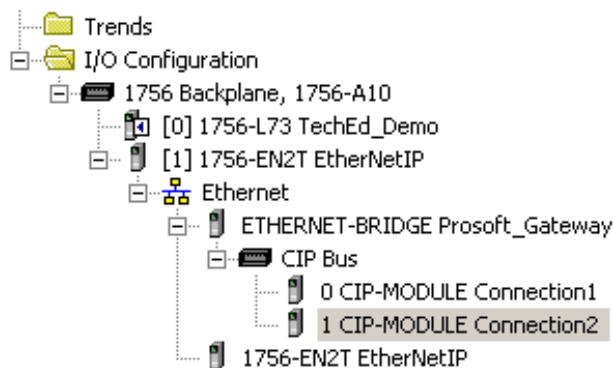 Trends
I/O Configuration
1756 Backplane, 1756-A10
[0] 1756-L73 TechEd_Demo
[1] 1756-EN2T EtherNetIP
Ethernet
ETHERNET-BRIDGE Prosoft_Gateway
CIP Bus
0 CIP-MODULE Connection1
1 CIP-MODULE Connection2
1756-EN2T EtherNetIP